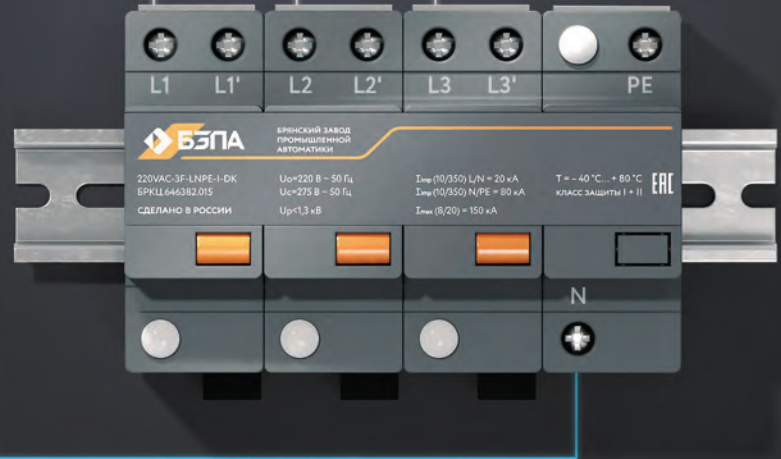 L1 L1' L2 L2' L3 L3' PE
БЭПА
БРЯНСКИЙ ЗАВОД
ПРОМЫШЛЕННОЙ
АВТОМАТИКИ
220VAC-3F-LNPE-I-DK
БРКЦ.646382.015
СДЕЛАНО В РОССИИ
Uo=220 В ~ 50 Гц
Uc=275 В ~ 50 Гц
Up<1,3 кВ
Iimp (10/350) L/N = 20 кА
Iimp (10/350) N/PE = 80 кА
Imax (8/20) = 150 кА
T = – 40 °C... + 80 °C
КЛАСС ЗАЩИТЫ I + II
EAC
N